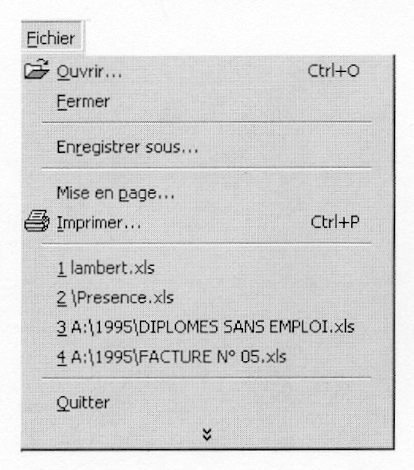 Fichier
Ouvrir... Ctrl+O
Fermer
Enregistrer sous...
Mise en page...
Imprimer... Ctrl+P
1 lambert.xls
2 \Presence.xls
3 A:\1995\DIPLOMES SANS EMPLOI.xls
4 A:\1995\FACTURE N° 05.xls
Quitter